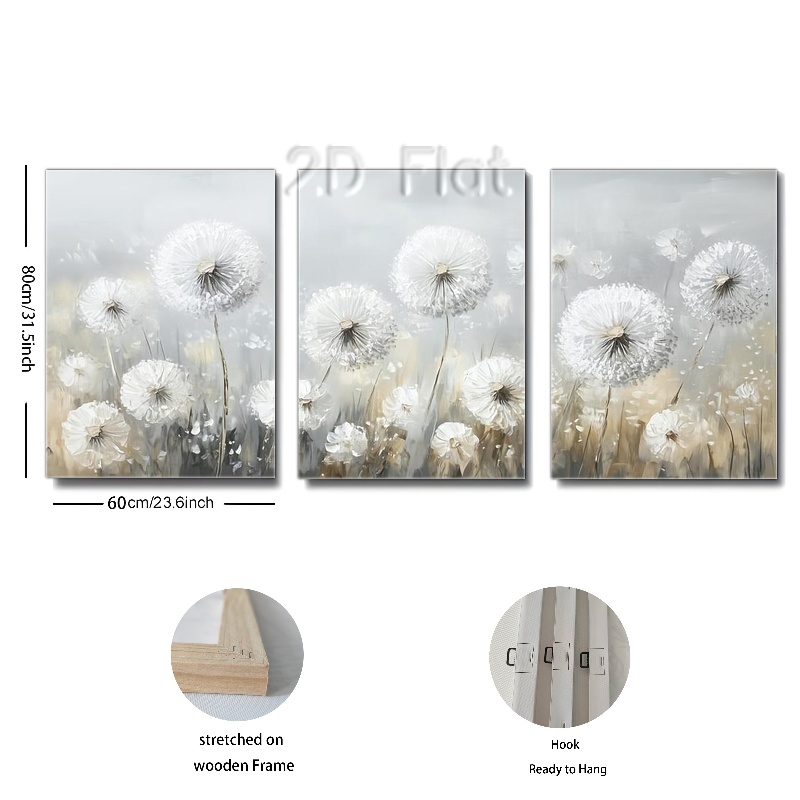 2D Flat
80cm/31.5inch
60cm/23.6inch
stretched on
wooden Frame
Hook
Ready to Hang